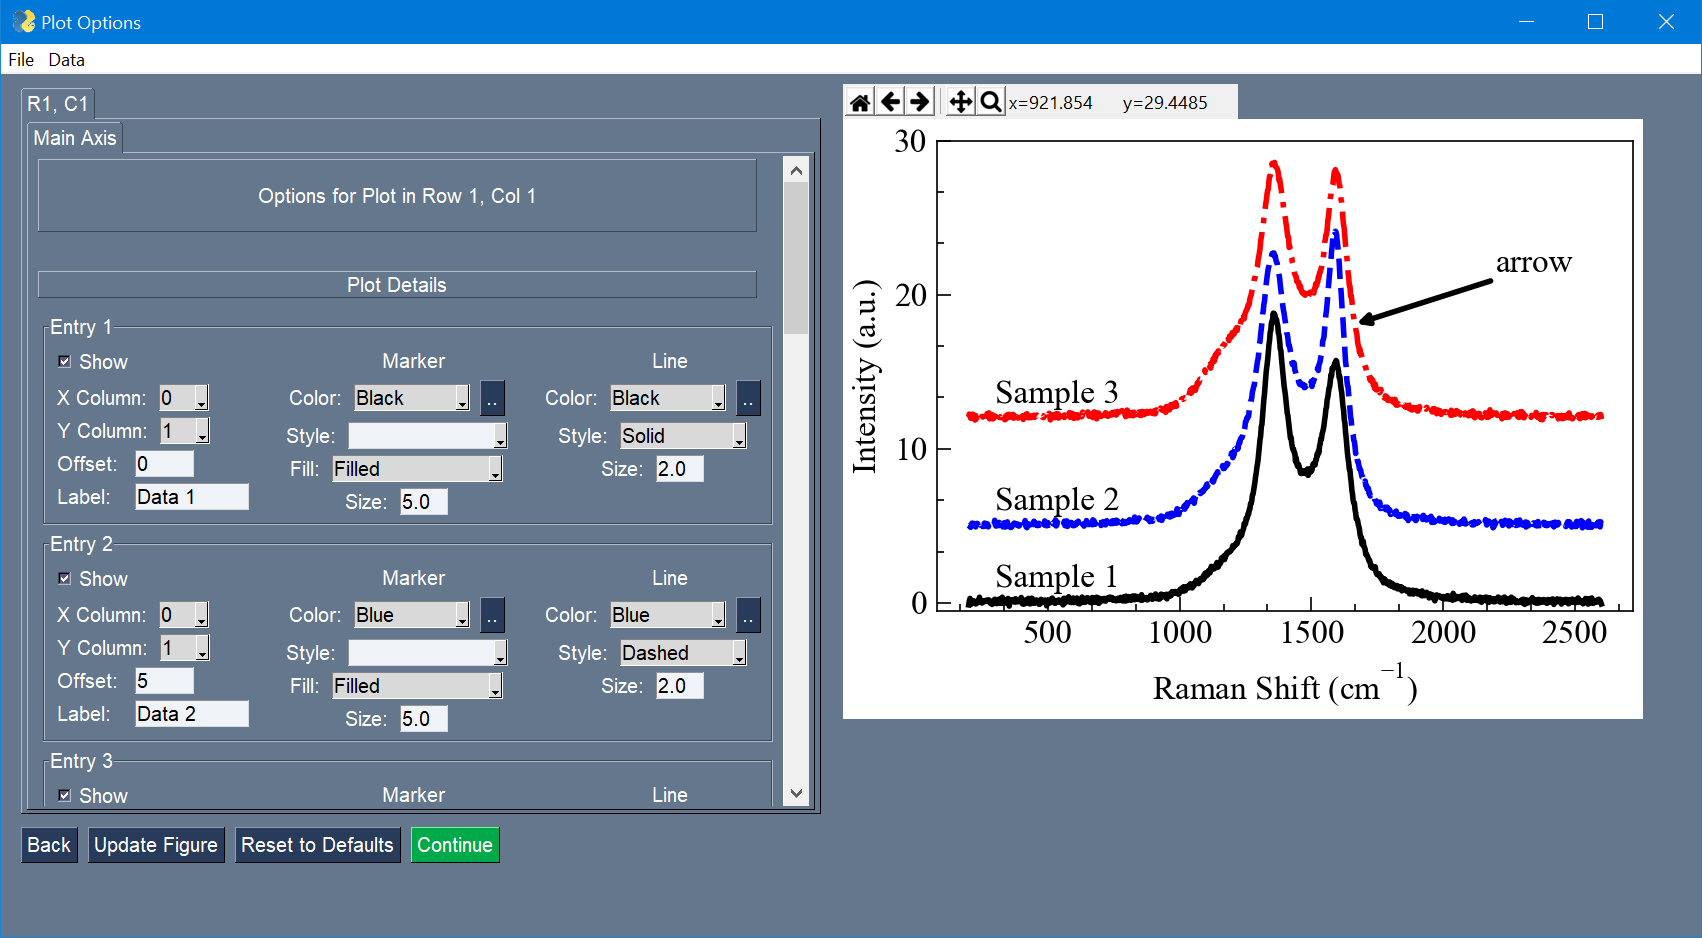 Plot Options
File Data
R1, C1
Main Axis
Options for Plot in Row 1, Col 1
Plot Details
Entry 1
Show Marker Line
X Column: 0 Color: Black .. Color: Black ..
Y Column: 1 Style: Style: Solid
Offset: 0 Fill: Filled Size: 2.0
Label: Data 1 Size: 5.0
Entry 2
Show Marker Line
X Column: 0 Color: Blue .. Color: Blue ..
Y Column: 1 Style: Style: Dashed
Offset: 5 Fill: Filled Size: 2.0
Label: Data 2 Size: 5.0
Entry 3
Show Marker Line
Back Update Figure Reset to Defaults Continue
x=921.854 y=29.4485
30
20
10
0
Intensity (a.u.)
arrow
Sample 3
Sample 2
Sample 1
500 1000 1500 2000 2500
Raman Shift (cm⁻¹)